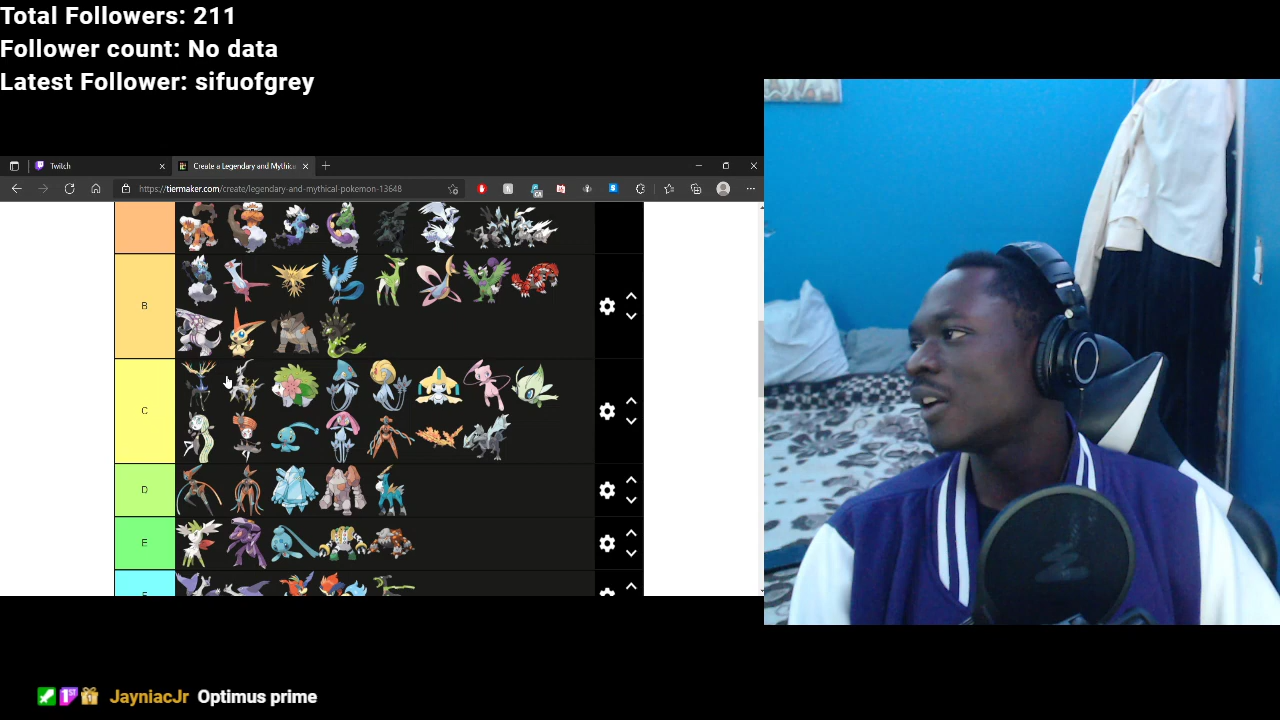 Total Followers: 211
Follower count: No data
Latest Follower: sifuofgrey
Twitch
Create a Legendary and Mythica
https://tiermaker.com/create/legendary-and-mythical-pokemon-13648
B
C
D
E
JayniacJr Optimus prime